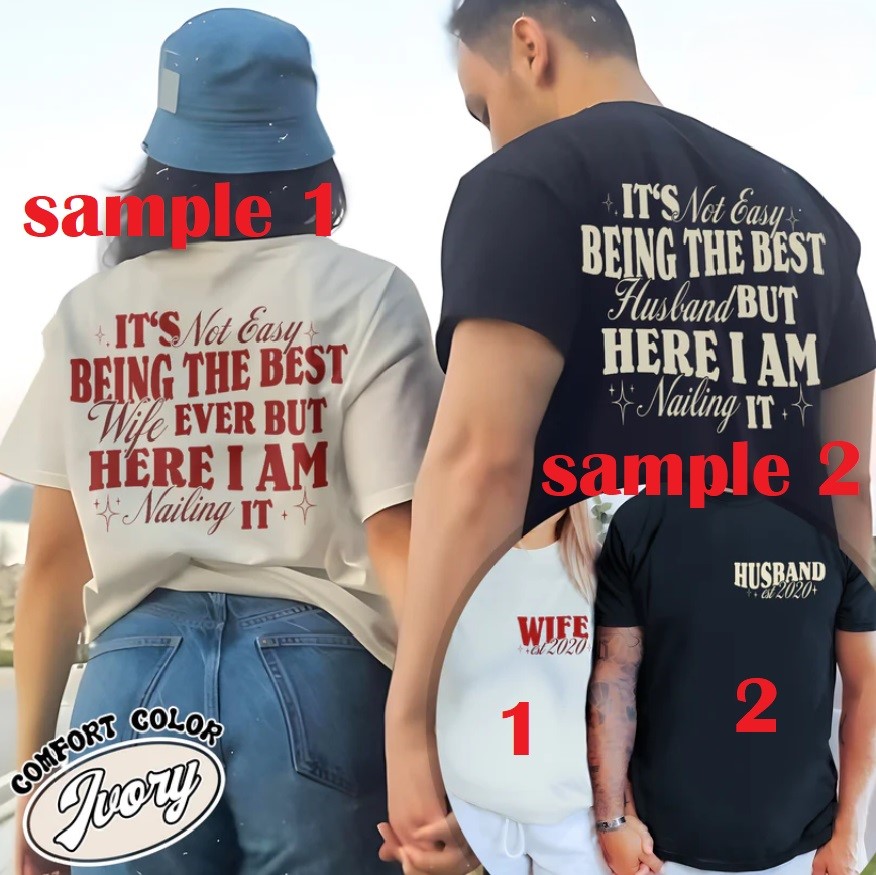 sample 1
IT'S Not Easy
BEING THE BEST
Wife EVER BUT
HERE I AM
Nailing IT
IT'S Not Easy
BEING THE BEST
Husband BUT
HERE I AM
Nailing IT
sample 2
WIFE
est 2020
1
HUSBAND
est 2020
2
COMFORT COLOR
Ivory